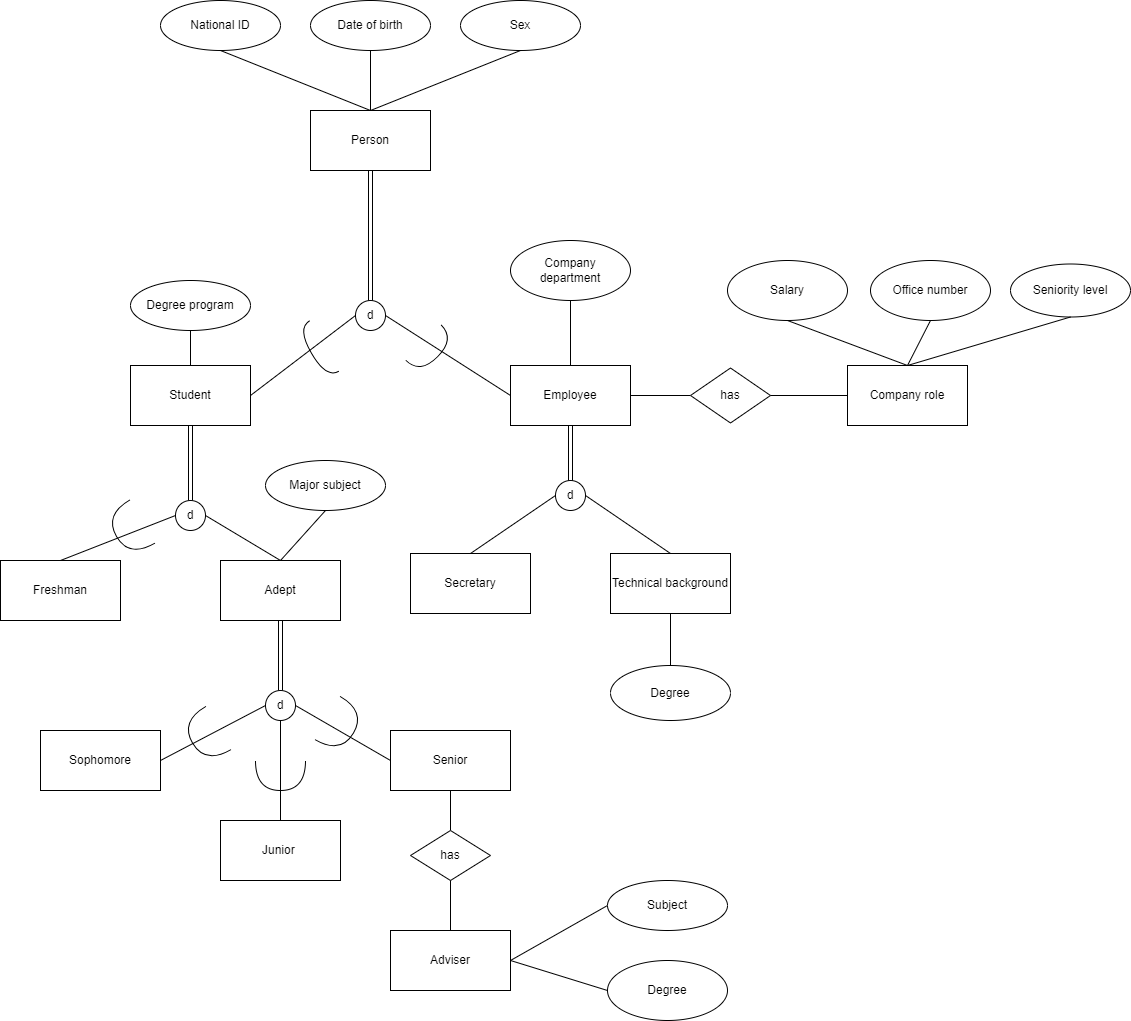 National ID
Date of birth
Sex
Person
Company
department
Salary
Office number
Seniority level
Degree program
d
Student
Employee
has
Company role
Major subject
d
d
Freshman
Adept
Secretary
Technical background
Degree
d
Sophomore
Senior
Junior
has
Subject
Adviser
Degree